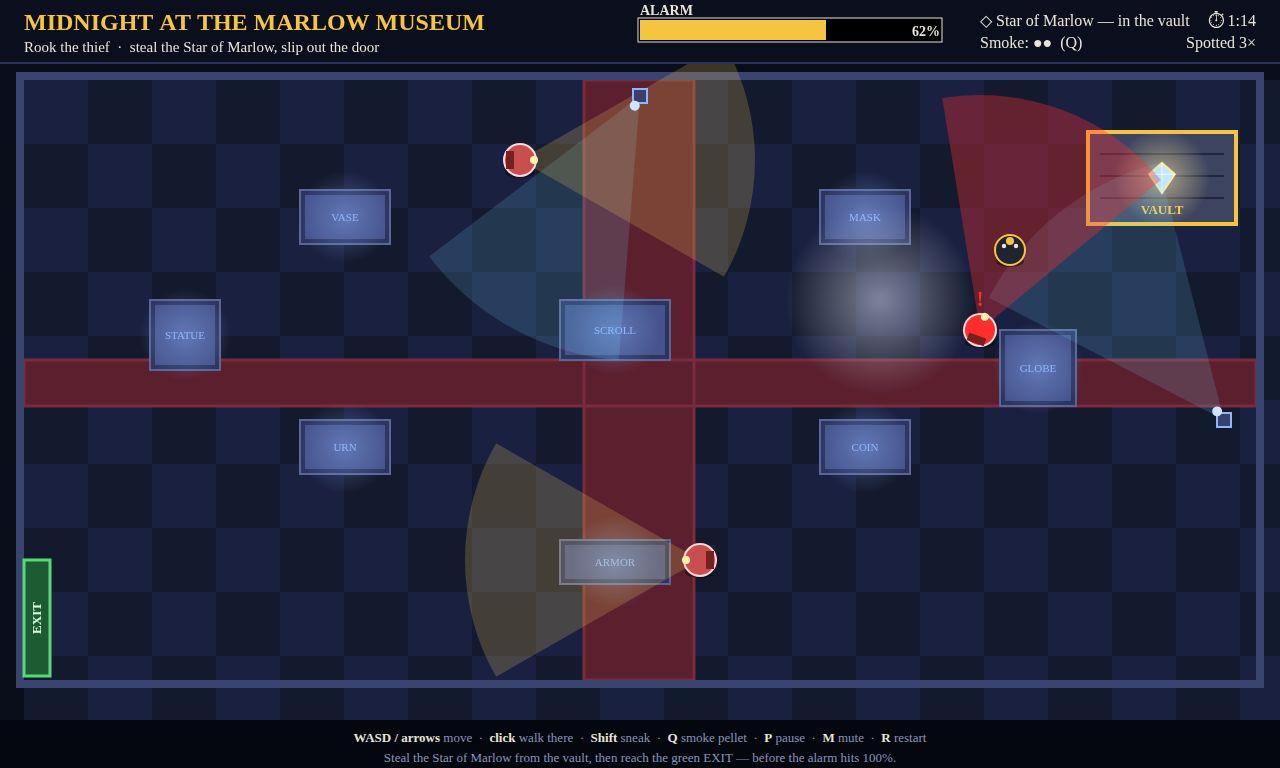 MIDNIGHT AT THE MARLOW MUSEUM
Rook the thief · steal the Star of Marlow, slip out the door
ALARM
62%
◇ Star of Marlow — in the vault ⏱ 1:14
Smoke: ●● (Q) Spotted 3×
VASE
MASK
VAULT
!
STATUE
SCROLL
GLOBE
URN
COIN
ARMOR
EXIT
WASD / arrows move · click walk there · Shift sneak · Q smoke pellet · P pause · M mute · R restart
Steal the Star of Marlow from the vault, then reach the green EXIT — before the alarm hits 100%.